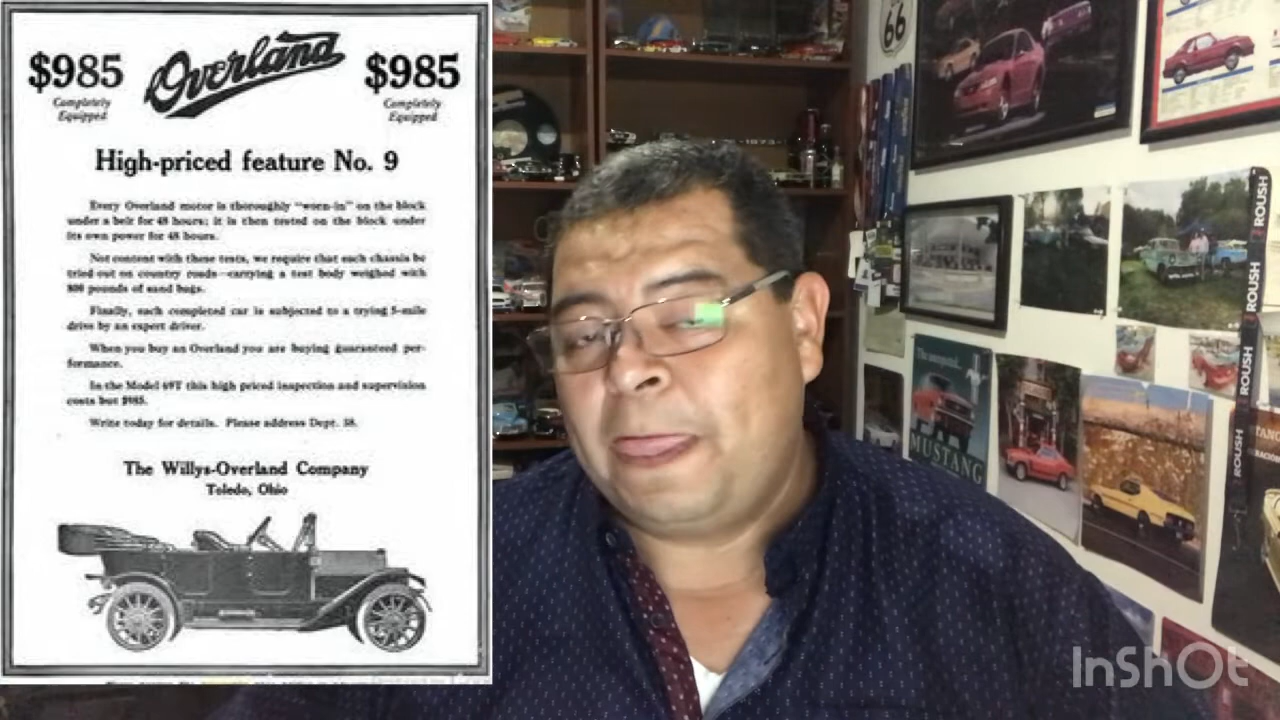 $985
Completely
Equipped
Overland
$985
Completely
Equipped
High-priced feature No. 9
Every Overland motor is thoroughly "worn-in" on the block
under a belt for 48 hours; it is then tested on the block under
its own power for 48 hours.
Not content with these tests, we require that each chassis be
tried out on country roads—carrying a test body weighed with
800 pounds of sand bags.
Finally, each completed car is subjected to a trying 5-mile
drive by an expert driver.
When you buy an Overland you are buying guaranteed per-
formance.
In the Model 69T this high priced inspection and supervision
costs but $985.
Write today for details. Please address Dept. 58.
The Willys-Overland Company
Toledo, Ohio
66
MUSTANG
ROUSH
ROUSH
ROUSH
ROUSH
InShOt